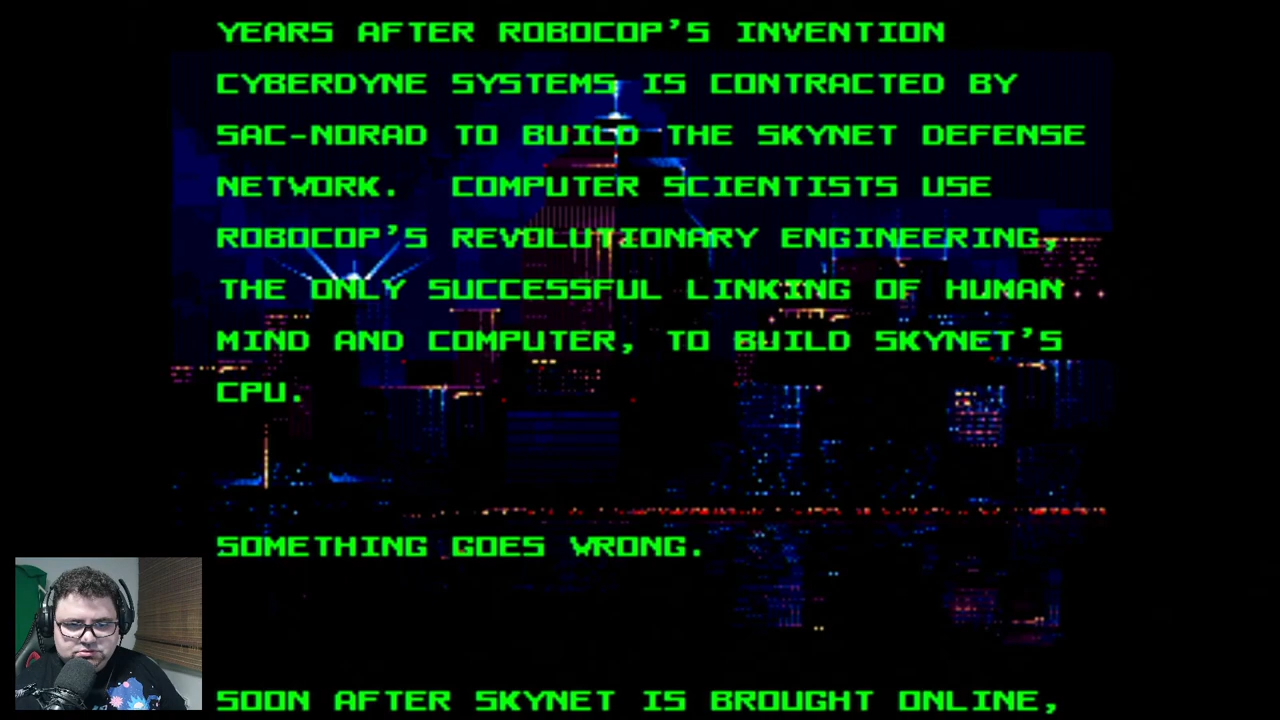 YEARS AFTER ROBOCOP'S INVENTION
CYBERDYNE SYSTEMS IS CONTRACTED BY
SAC-NORAD TO BUILD THE SKYNET DEFENSE
NETWORK. COMPUTER SCIENTISTS USE
ROBOCOP'S REVOLUTIONARY ENGINEERING,
THE ONLY SUCCESSFUL LINKING OF HUMAN
MIND AND COMPUTER, TO BUILD SKYNET'S
CPU.
SOMETHING GOES WRONG.
SOON AFTER SKYNET IS BROUGHT ONLINE,